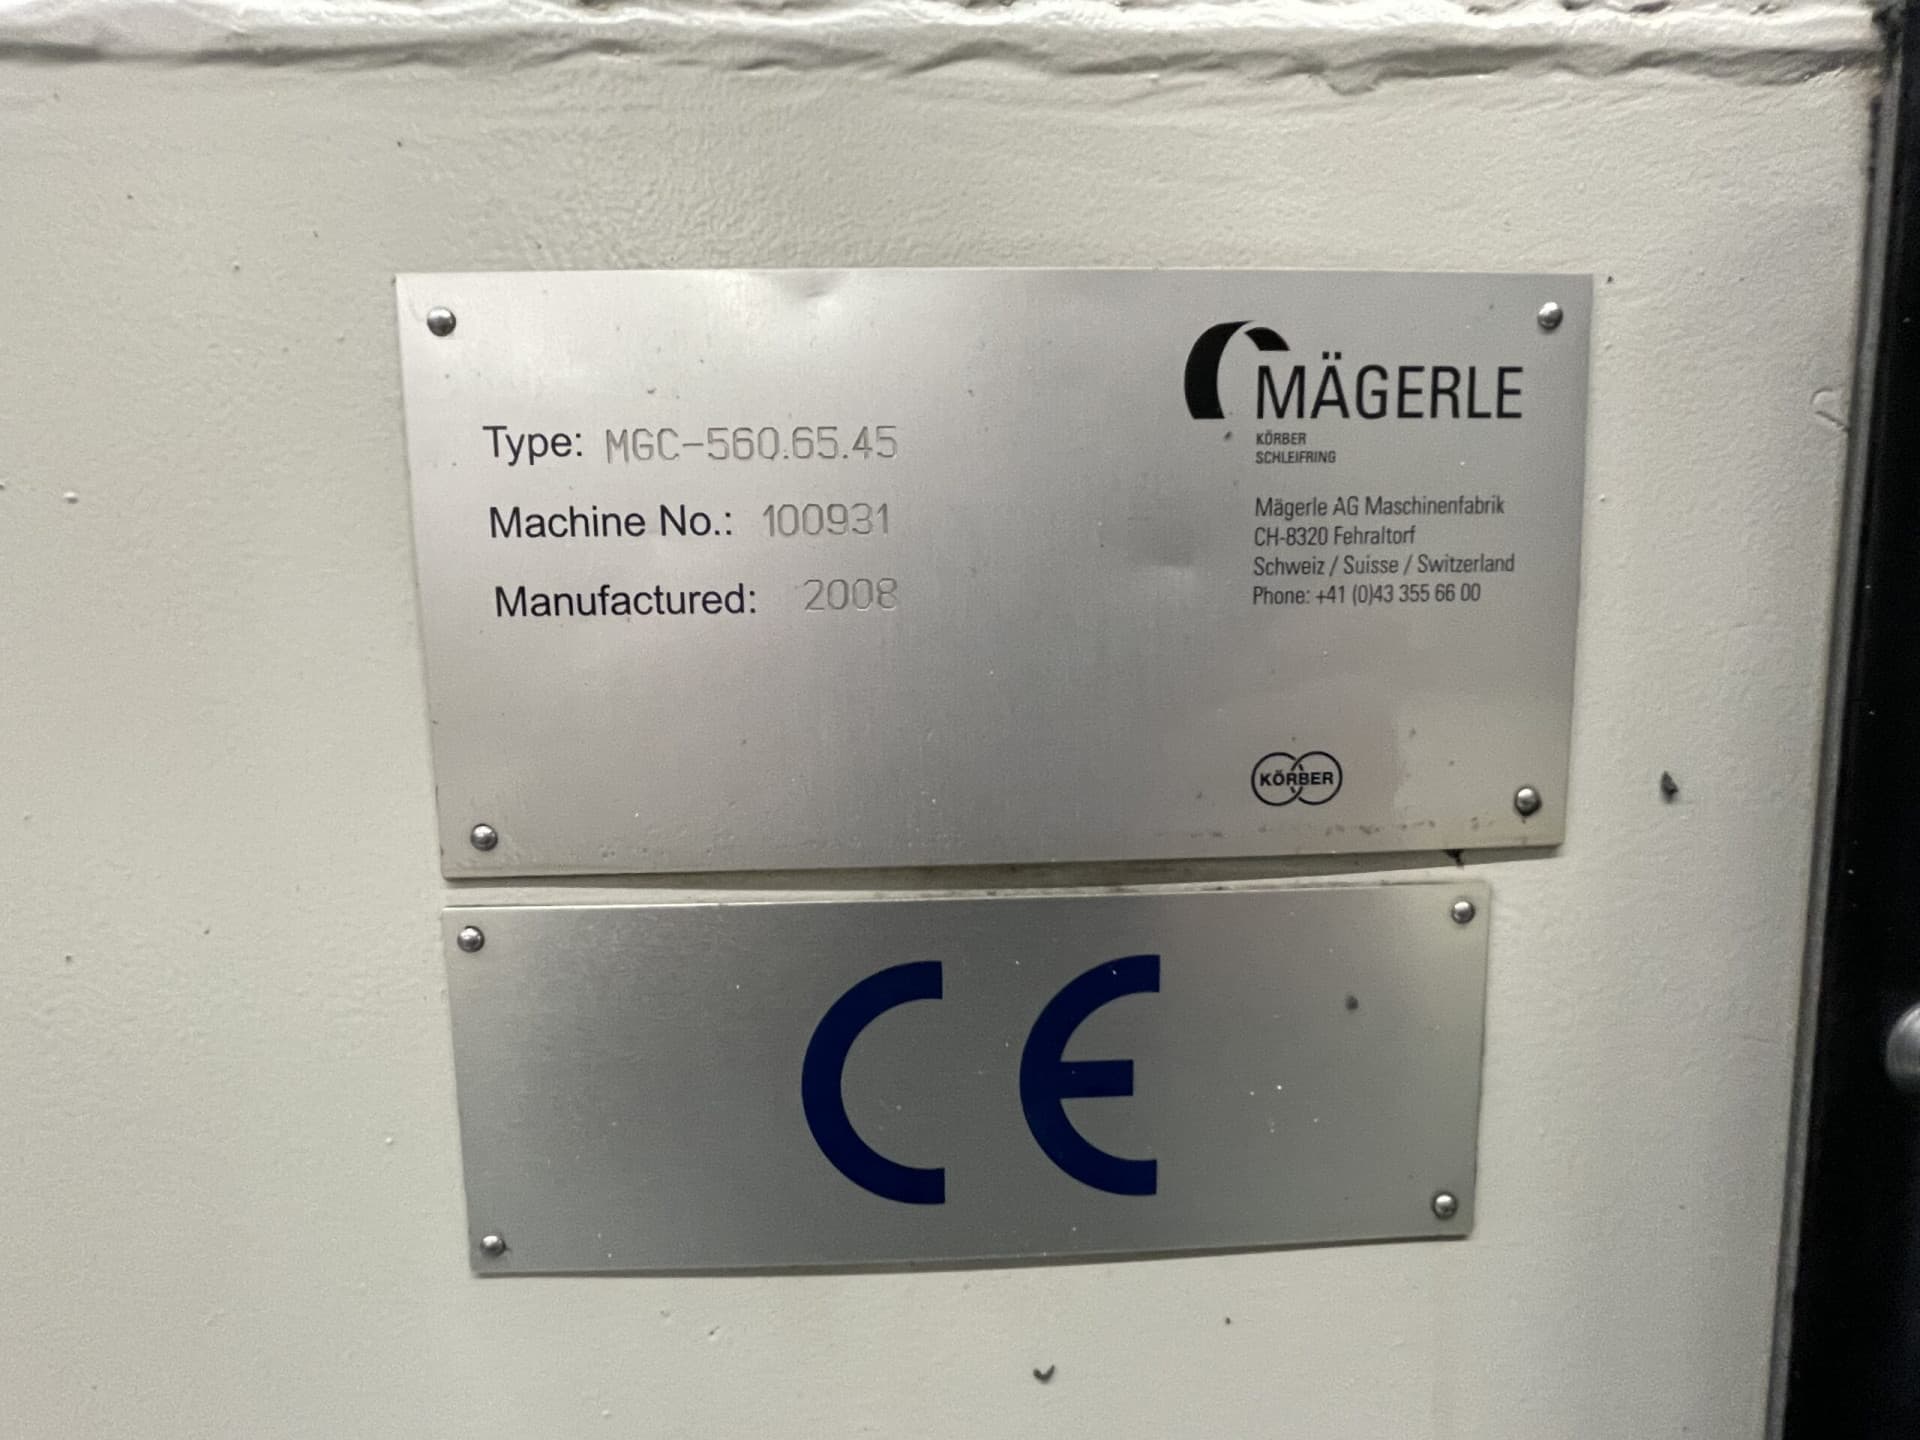 MÄGERLE
KÖRBER
SCHLEIFRING
Type: MGC-560.65.45
Machine No.: 100931
Manufactured: 2008
Mägerle AG Maschinenfabrik
CH-8320 Fehraltorf
Schweiz / Suisse / Switzerland
Phone: +41 (0)43 355 66 00
KÖRBER
CE